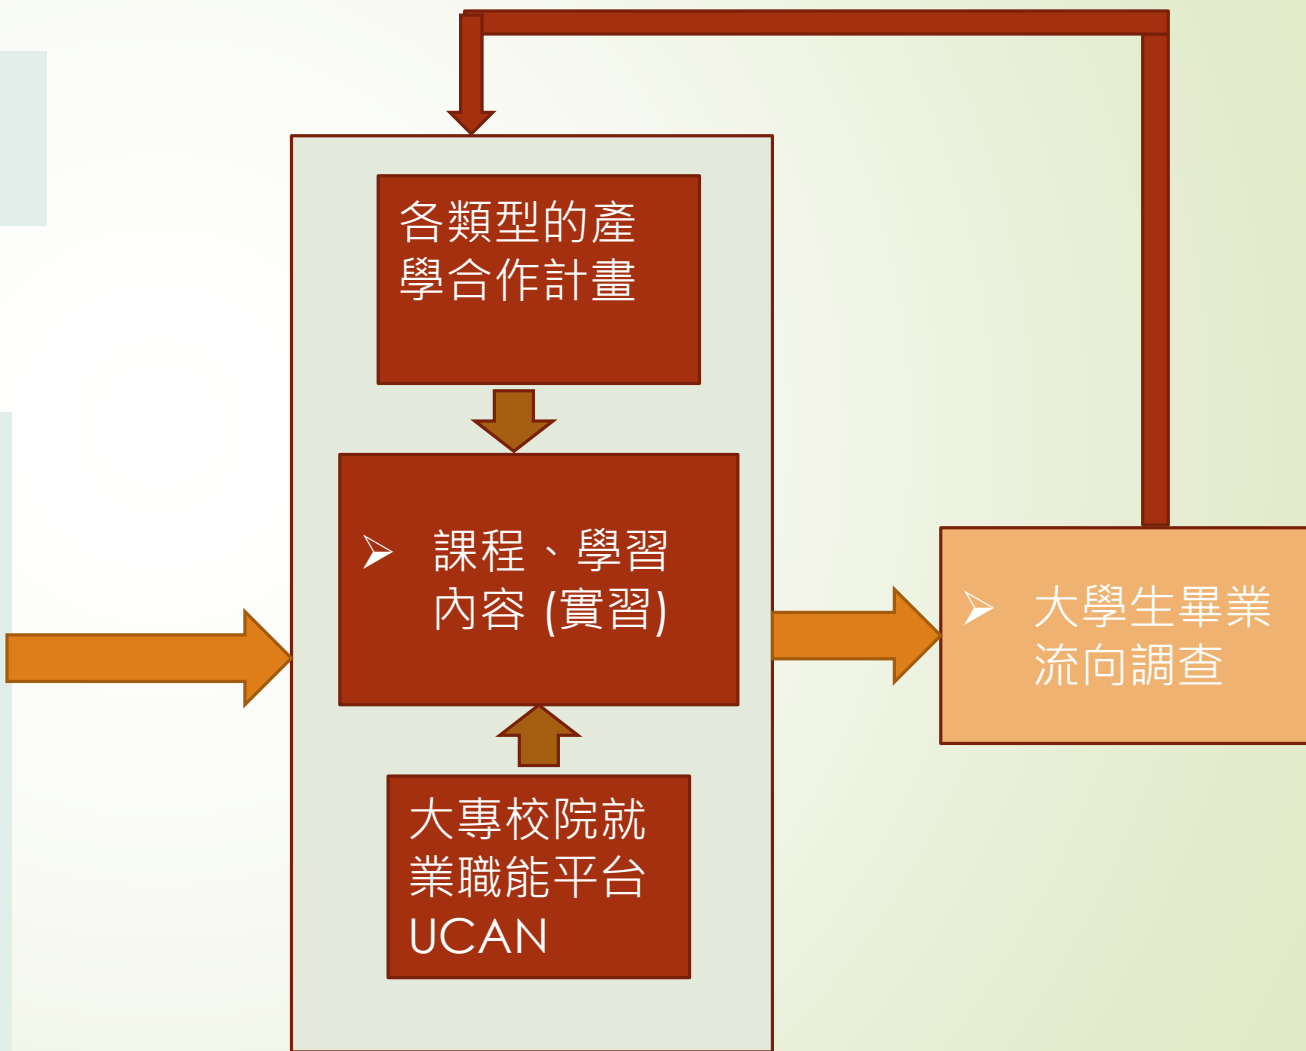 各類型的產
學合作計畫
➢ 課程、學習
內容 (實習)
➢ 大學生畢業
流向調查
大專校院就
業職能平台
UCAN